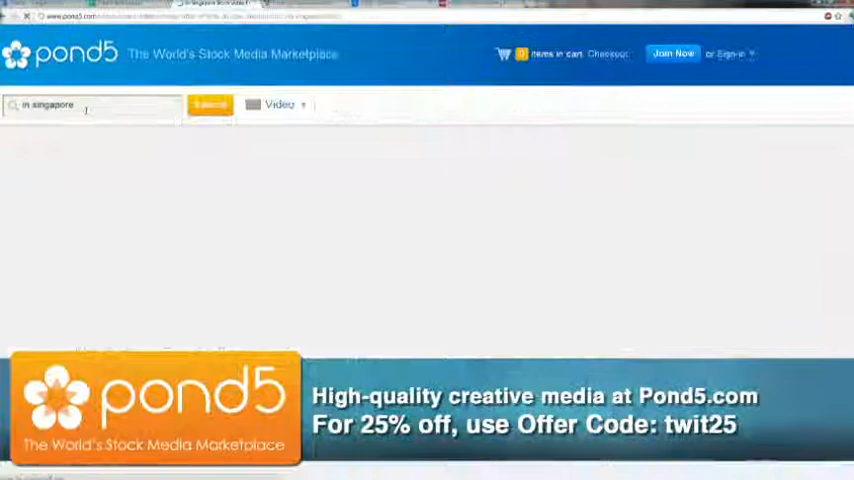 pond5 The World's Stock Media Marketplace
0 items in cart. Checkout. Join Now or Sign-in
in singapore Search Video
pond5
The World's Stock Media Marketplace
High-quality creative media at Pond5.com
For 25% off, use Offer Code: twit25